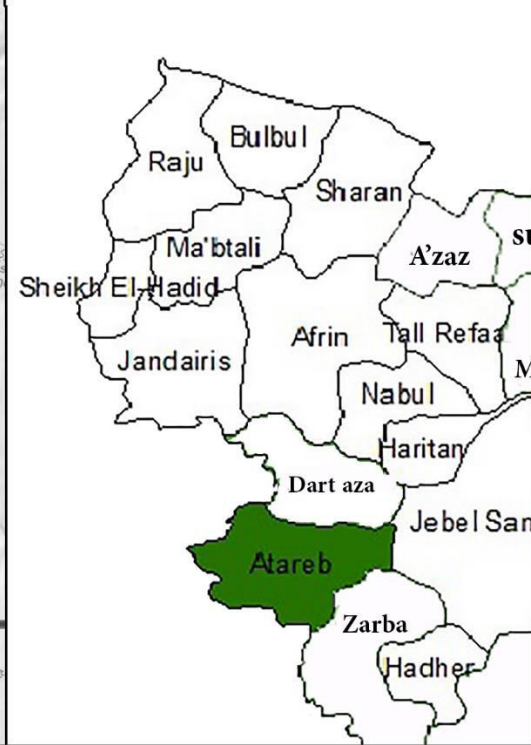 Bulbul
Raju
Sharan
Ma'btali
A'zaz
su
Sheikh El-Hadid
Afrin
Tall Refaa
Jandairis
M
Nabul
Haritan
Dart aza
Jebel San
Atareb
Zarba
Hadher